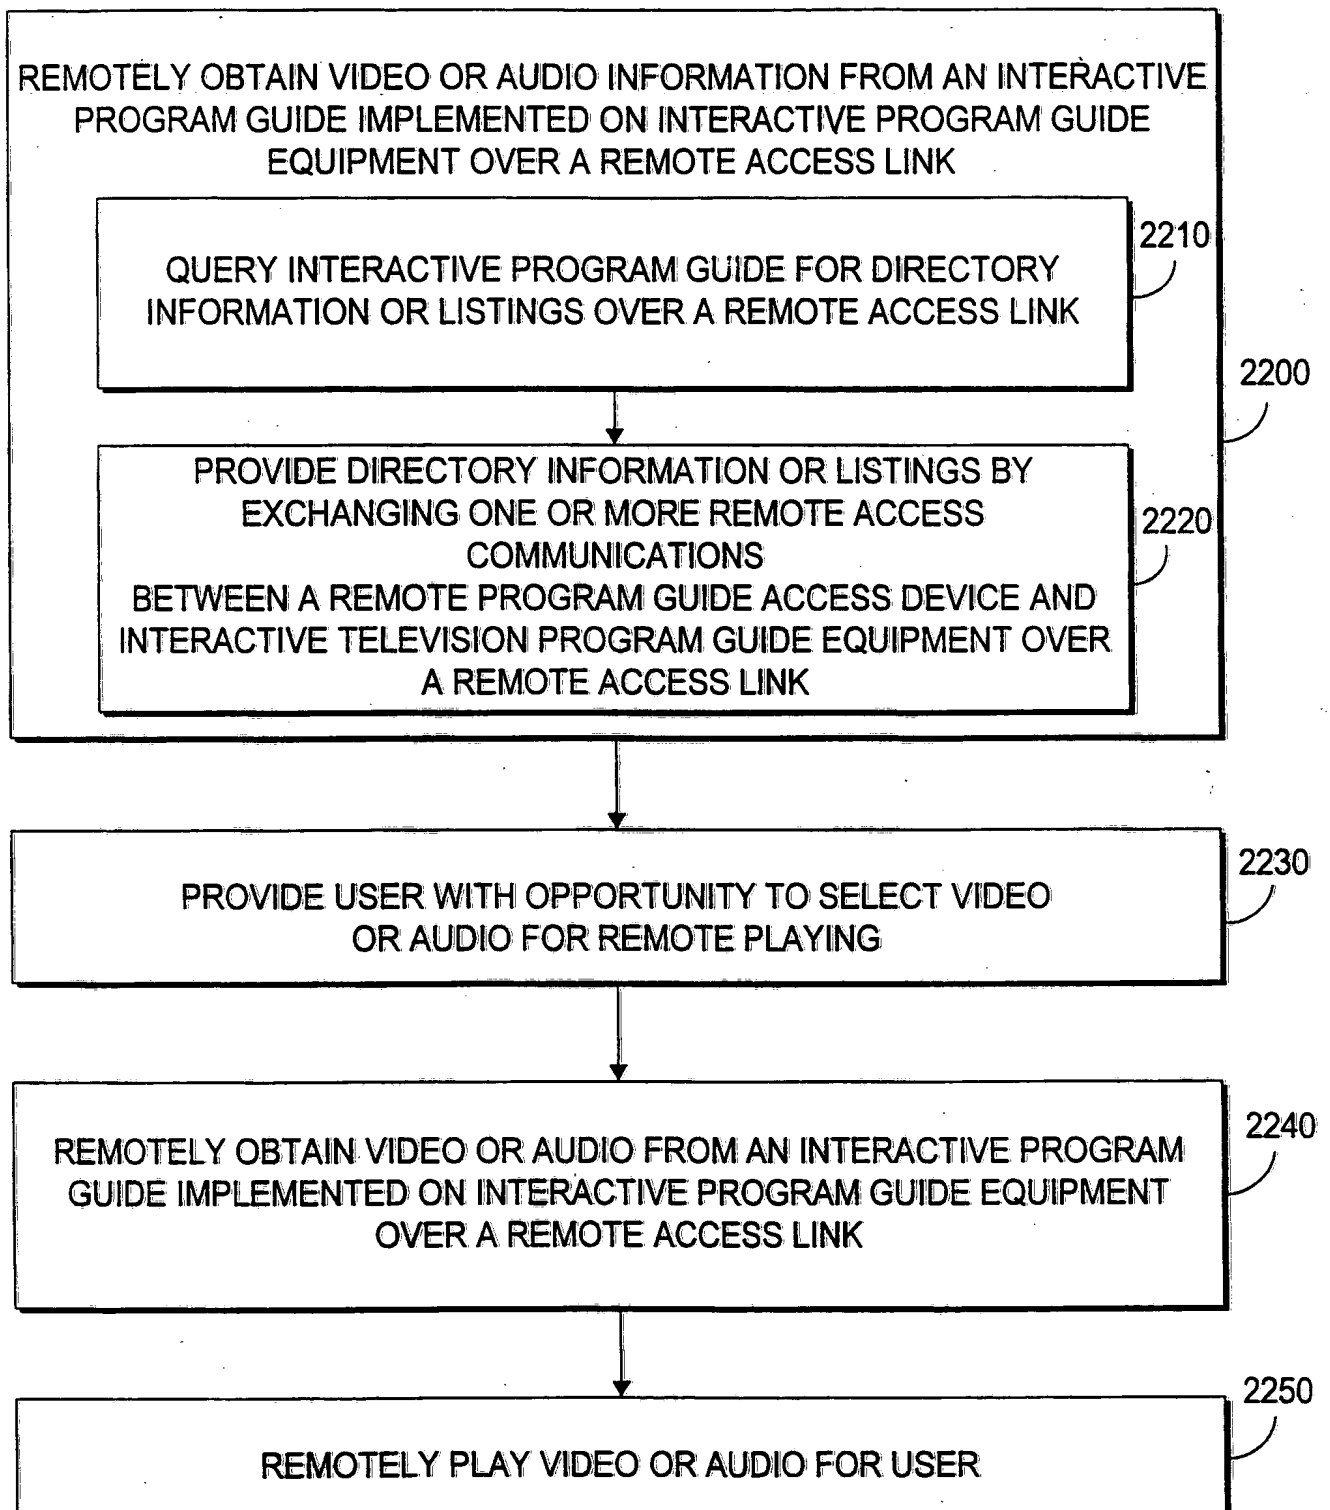 REMOTELY OBTAIN VIDEO OR AUDIO INFORMATION FROM AN INTERACTIVE
PROGRAM GUIDE IMPLEMENTED ON INTERACTIVE PROGRAM GUIDE
EQUIPMENT OVER A REMOTE ACCESS LINK
2210
QUERY INTERACTIVE PROGRAM GUIDE FOR DIRECTORY
INFORMATION OR LISTINGS OVER A REMOTE ACCESS LINK
2200
PROVIDE DIRECTORY INFORMATION OR LISTINGS BY
EXCHANGING ONE OR MORE REMOTE ACCESS
2220
COMMUNICATIONS
BETWEEN A REMOTE PROGRAM GUIDE ACCESS DEVICE AND
INTERACTIVE TELEVISION PROGRAM GUIDE EQUIPMENT OVER
A REMOTE ACCESS LINK
2230
PROVIDE USER WITH OPPORTUNITY TO SELECT VIDEO
OR AUDIO FOR REMOTE PLAYING
2240
REMOTELY OBTAIN VIDEO OR AUDIO FROM AN INTERACTIVE PROGRAM
GUIDE IMPLEMENTED ON INTERACTIVE PROGRAM GUIDE EQUIPMENT
OVER A REMOTE ACCESS LINK
2250
REMOTELY PLAY VIDEO OR AUDIO FOR USER